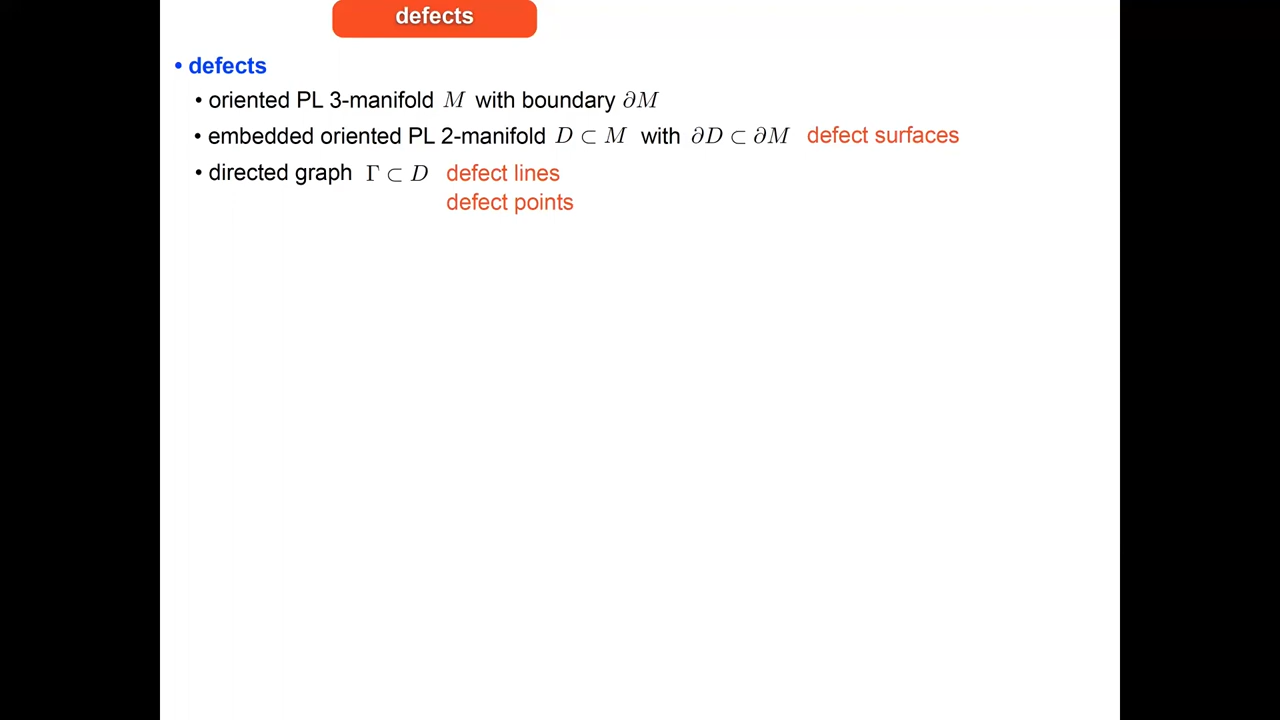 defects
• defects
• oriented PL 3-manifold M with boundary ∂M
• embedded oriented PL 2-manifold D ⊂ M with ∂D ⊂ ∂M defect surfaces
• directed graph Γ ⊂ D defect lines
defect points